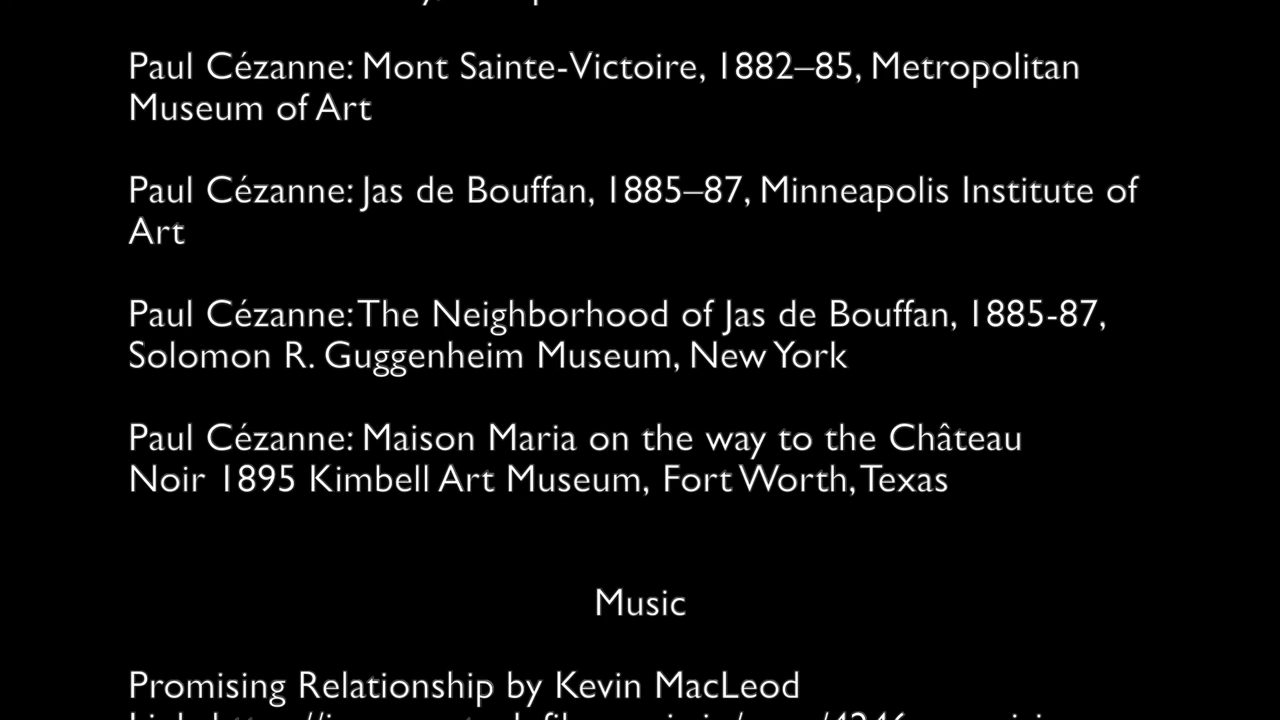 Paul Cézanne: Mont Sainte-Victoire, 1882–85, Metropolitan
Museum of Art
Paul Cézanne: Jas de Bouffan, 1885–87, Minneapolis Institute of
Art
Paul Cézanne: The Neighborhood of Jas de Bouffan, 1885-87,
Solomon R. Guggenheim Museum, New York
Paul Cézanne: Maison Maria on the way to the Château
Noir 1895 Kimbell Art Museum, Fort Worth, Texas
Music
Promising Relationship by Kevin MacLeod